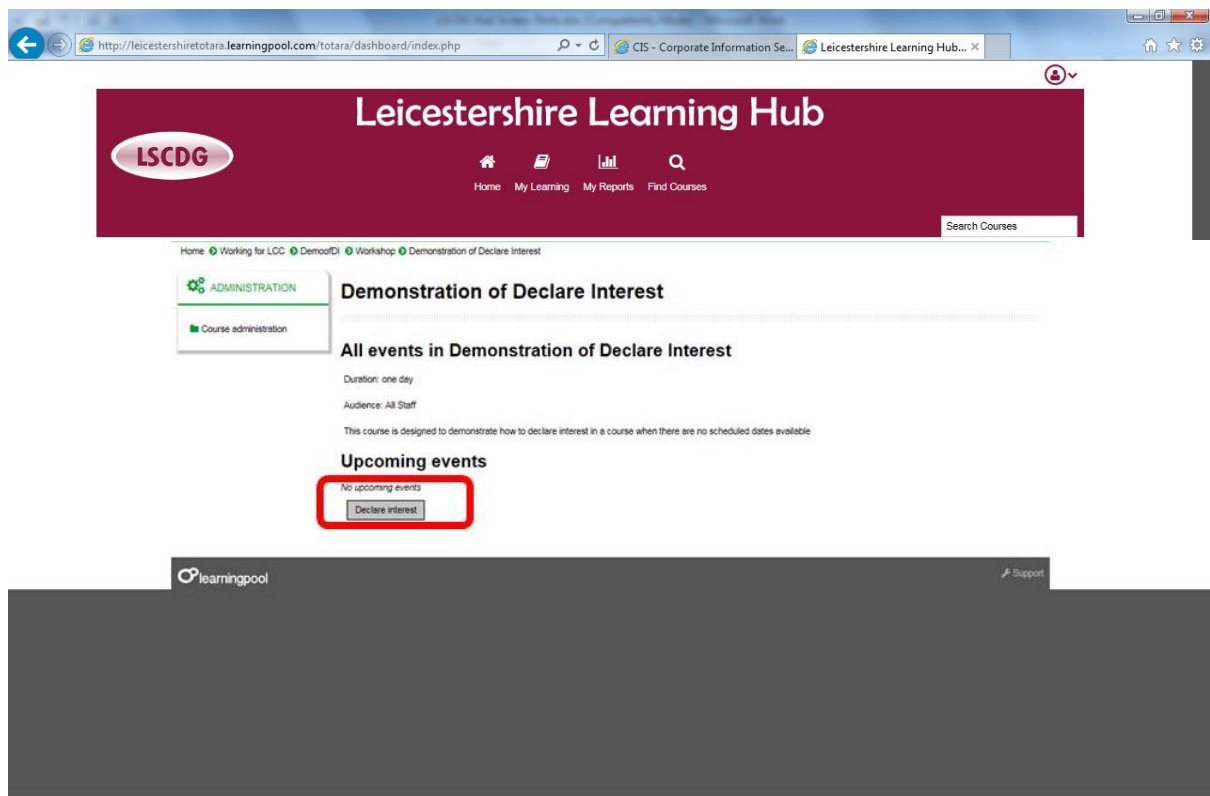 http://leicestershiretotara.learningpool.com/totara/dashboard/index.php
CIS - Corporate Information Se...
Leicestershire Learning Hub...
Leicestershire Learning Hub
LSCDG
Home My Learning My Reports Find Courses
Search Courses
Home Working for LCC DemoofDI Workshop Demonstration of Declare Interest
ADMINISTRATION
Course administration
Demonstration of Declare Interest
All events in Demonstration of Declare Interest
Duration: one day
Audience: All Staff
This course is designed to demonstrate how to declare interest in a course when there are no scheduled dates available
Upcoming events
No upcoming events
Declare interest
learningpool
Support